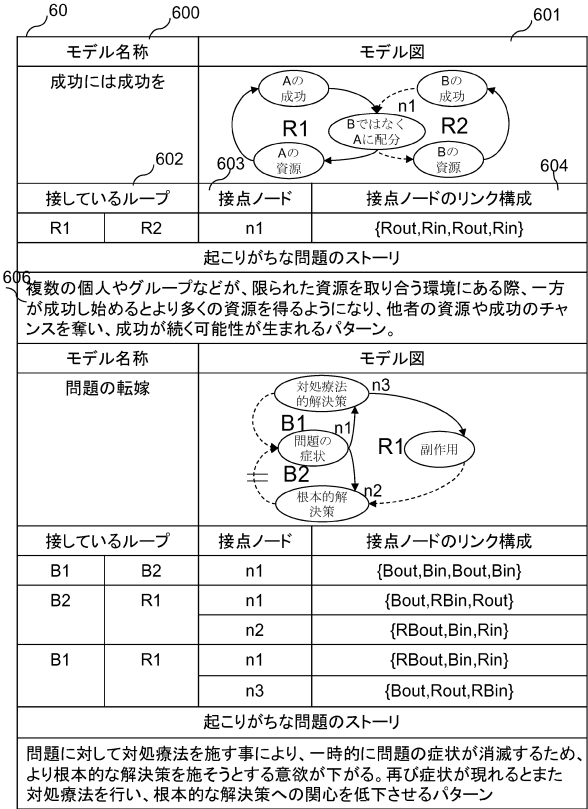 60
600
601
モデル名称 モデル図
成功には成功を
Aの
成功
Bの
成功
n1
R1
Bではなく
Aに配分
R2
Aの
資源
Bの
資源
602
603
604
接しているループ 接点ノード 接点ノードのリンク構成
R1 R2 n1 {Rout,Rin,Rout,Rin}
起こりがちな問題のストーリ
606
複数の個人やグループなどが、限られた資源を取り合う環境にある際、一方
が成功し始めるとより多くの資源を得るようになり、他者の資源や成功のチャ
ンスを奪い、成功が続く可能性が生まれるパターン。
モデル名称 モデル図
問題の転嫁
対処療法
的解決策
n3
B1
n1
問題の
症状
R1
副作用
B2
n2
根本的解
決策
接しているループ 接点ノード 接点ノードのリンク構成
B1 B2 n1 {Bout,Bin,Bout,Bin}
B2 R1 n1 {Bout,RBin,Rout}
n2 {RBout,Bin,Rin}
B1 R1 n1 {RBout,Bin,Rin}
n3 {Bout,Rout,RBin}
起こりがちな問題のストーリ
問題に対して対処療法を施す事により、一時的に問題の症状が消滅するため、
より根本的な解決策を施そうとする意欲が下がる。再び症状が現れるとまた
対処療法を行い、根本的な解決策への関心を低下させるパターン